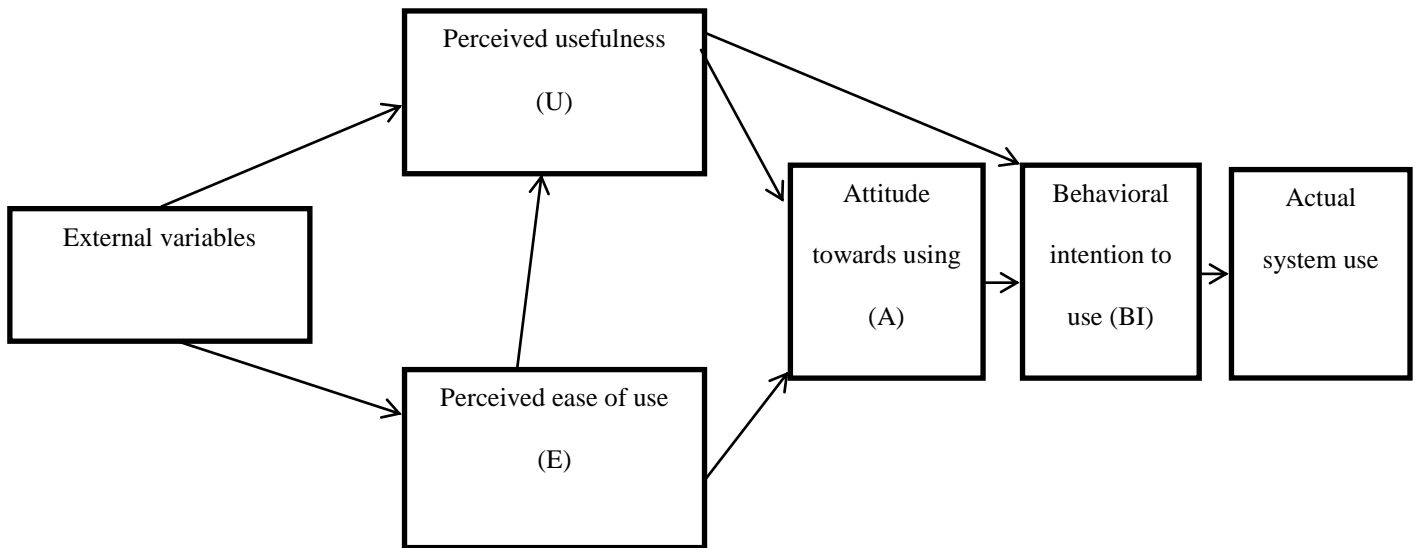 Perceived usefulness
(U)
External variables
Perceived ease of use
(E)
Attitude
towards using
(A)
Behavioral
intention to
use (BI)
Actual
system use